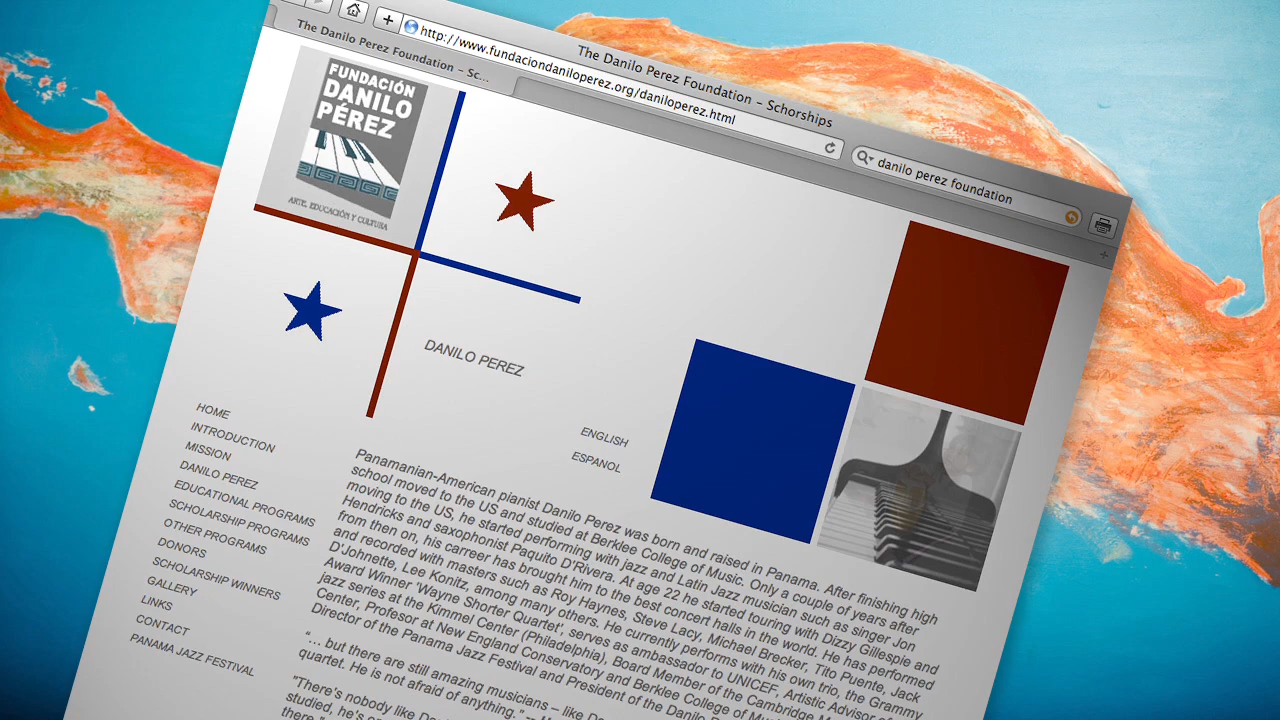 The Danilo Perez Foundation – Schorships
http://www.fundaciondaniloperez.org/daniloperez.html
danilo perez foundation
The Danilo Perez Foundation – Sc...
FUNDACIÓN
DANILO
PÉREZ
ARTE, EDUCACIÓN Y CULTURA
DANILO PEREZ
ENGLISH
ESPANOL
HOME
INTRODUCTION
MISSION
DANILO PEREZ
EDUCATIONAL PROGRAMS
SCHOLARSHIP PROGRAMS
OTHER PROGRAMS
DONORS
SCHOLARSHIP WINNERS
GALLERY
LINKS
CONTACT
PANAMA JAZZ FESTIVAL
Panamanian-American pianist Danilo Perez was born and raised in Panama. After finishing high
school moved to the US and studied at Berklee College of Music. Only a couple of years after
moving to the US, he started performing with jazz and Latin Jazz musician such as singer Jon
Hendricks and saxophonist Paquito D'Rivera. At age 22 he started touring with Dizzy Gillespie and
from then on, his carreer has brought him to the best concert halls in the world. He has performed
and recorded with masters such as Roy Haynes, Steve Lacy, Michael Brecker, Tito Puente, Jack
D'Johnette, Lee Konitz, among many others. He currently performs with his own trio, the Grammy
Award Winner 'Wayne Shorter Quartet', serves as ambassador to UNICEF, Artistic Advisor of
jazz series at the Kimmel Center (Philadelphia), Board Member of the Cambridge
Center, Profesor at New England Conservatory and Berklee College of
Director of the Panama Jazz Festival and President of the Danilo
“... but there are still amazing musicians – like
quartet. He is not afraid of anything.” --
"There's nobody like
studied, he's
there."